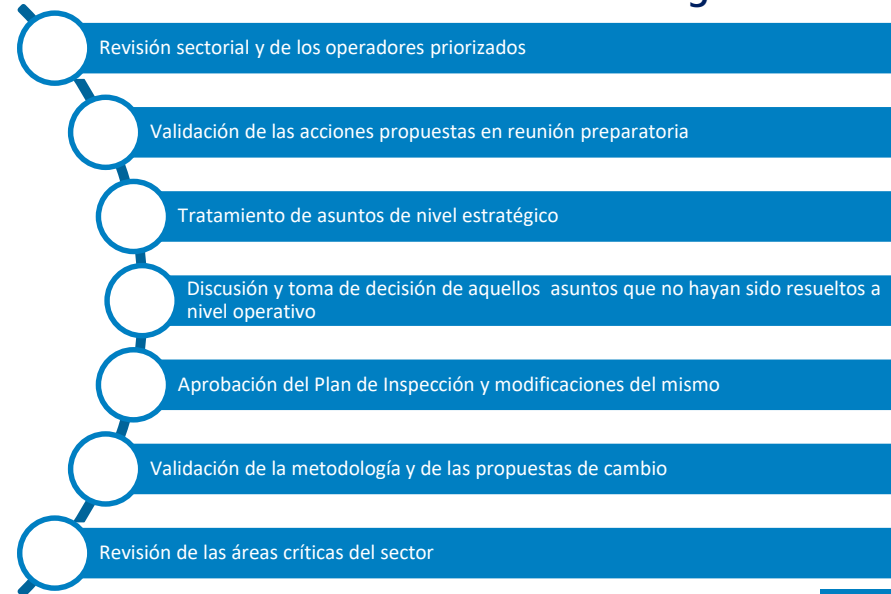 Revisión sectorial y de los operadores priorizados
Validación de las acciones propuestas en reunión preparatoria
Tratamiento de asuntos de nivel estratégico
Discusión y toma de decisión de aquellos asuntos que no hayan sido resueltos a
nivel operativo
Aprobación del Plan de Inspección y modificaciones del mismo
Validación de la metodología y de las propuestas de cambio
Revisión de las áreas críticas del sector